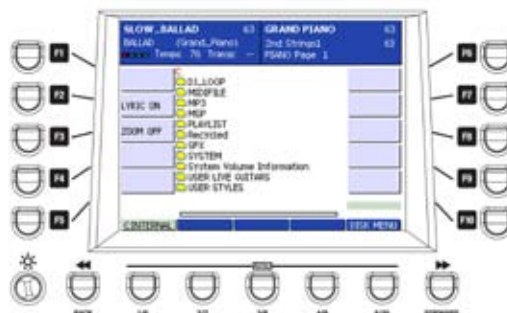 SLOW_BALLAD 63 GRAND PIANO 63
BALLAD (Grand_Piano) 2nd Strings1 63
Tempo: 76 Transp: -- PIANO Page 1
F1
F2
F3
F4
F5
F6
F7
F8
F9
F10
LYRIC ON
ZOOM OFF
DJ_LOOP
MIDIFILE
MP3
MSP
PLAYLIST
Recycled
GFX
SYSTEM
System Volume Information
USER LIVE GUITARS
USER STYLES
C INTERNAL DISK MENU